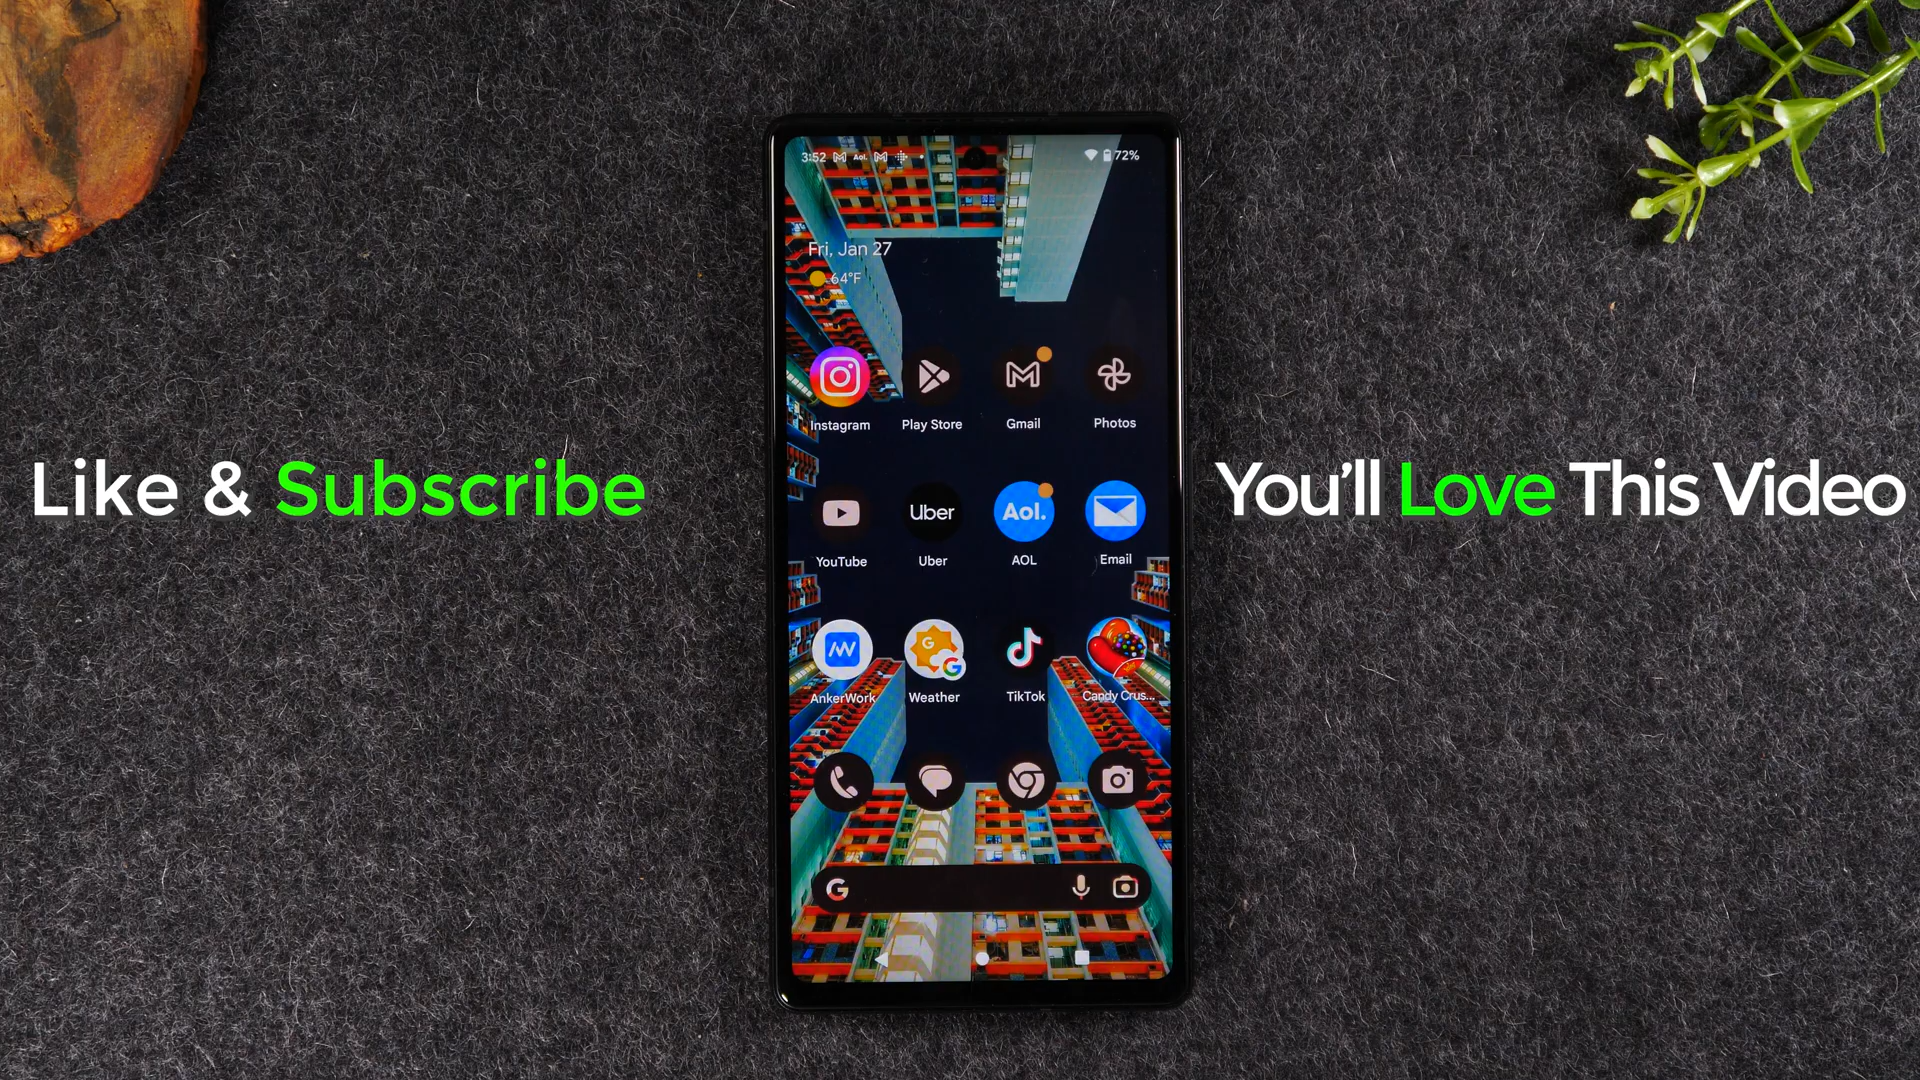 3:52 Aol. 72%
Fri, Jan 27
64°F
Instagram Play Store Gmail Photos
Like & Subscribe
You'll Love This Video
Uber Aol.
YouTube Uber AOL Email
G G
AnkerWork Weather TikTok Candy Crus...
G